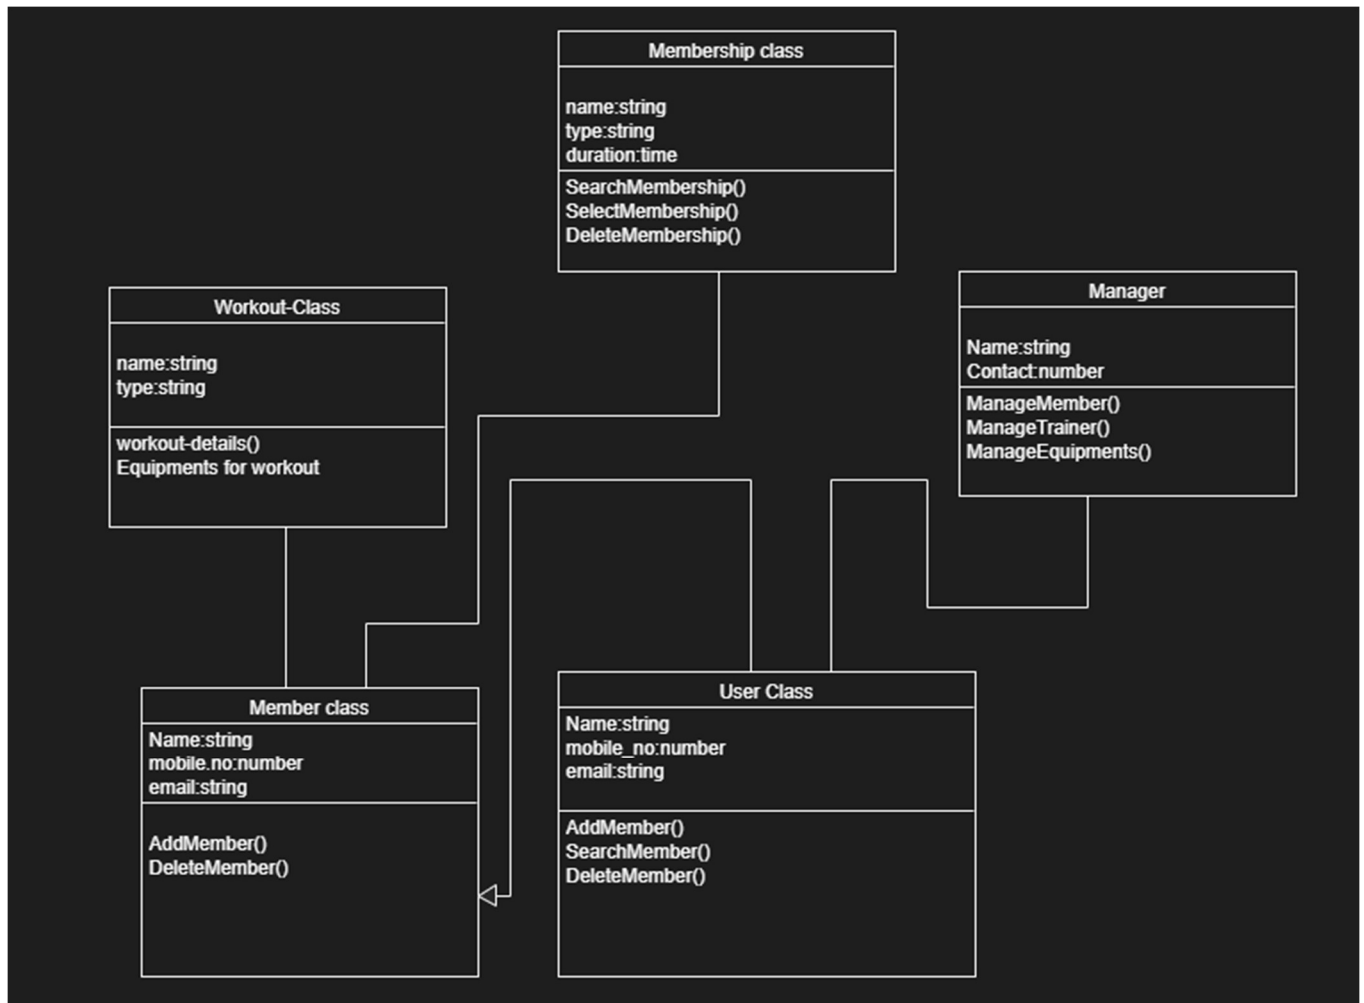 Membership class
name:string
type:string
duration:time
SearchMembership()
SelectMembership()
DeleteMembership()
Workout-Class
name:string
type:string
workout-details()
Equipments for workout
Manager
Name:string
Contact:number
ManageMember()
ManageTrainer()
ManageEquipments()
Member class
Name:string
mobile.no:number
email:string
AddMember()
DeleteMember()
User Class
Name:string
mobile_no:number
email:string
AddMember()
SearchMember()
DeleteMember()